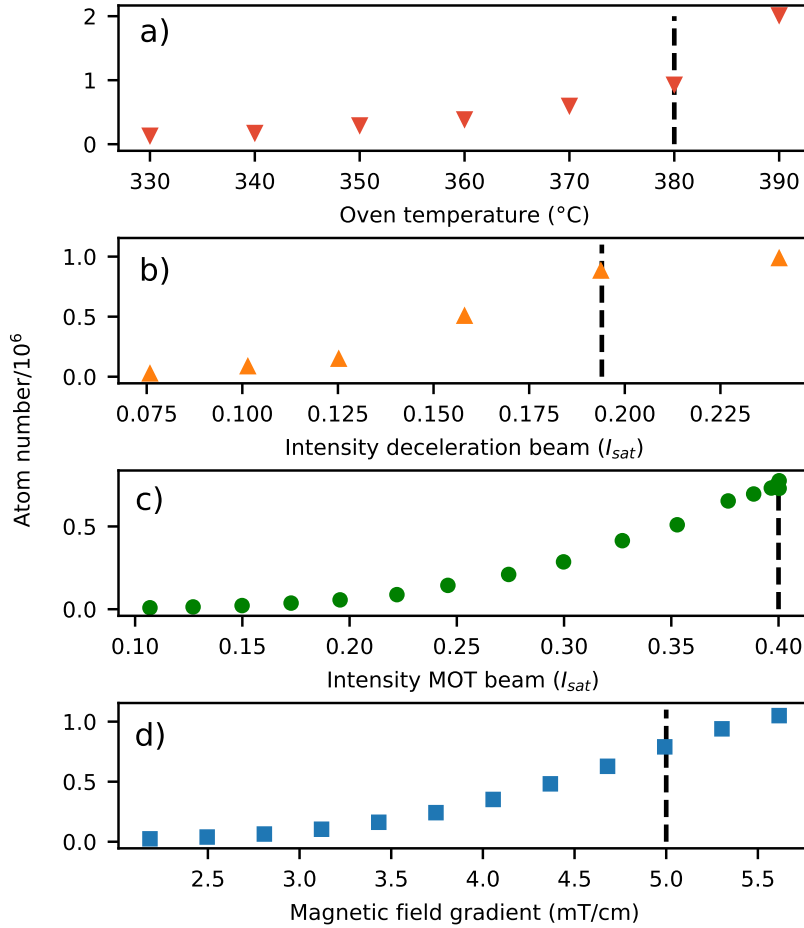 a)
2
1
0
330 340 350 360 370 380 390
Oven temperature (°C)
b)
1.0
0.5
0.0
0.075 0.100 0.125 0.150 0.175 0.200 0.225
Intensity deceleration beam (I_sat)
Atom number/10⁶
c)
0.5
0.0
0.10 0.15 0.20 0.25 0.30 0.35 0.40
Intensity MOT beam (I_sat)
d)
1.0
0.5
0.0
2.5 3.0 3.5 4.0 4.5 5.0 5.5
Magnetic field gradient (mT/cm)